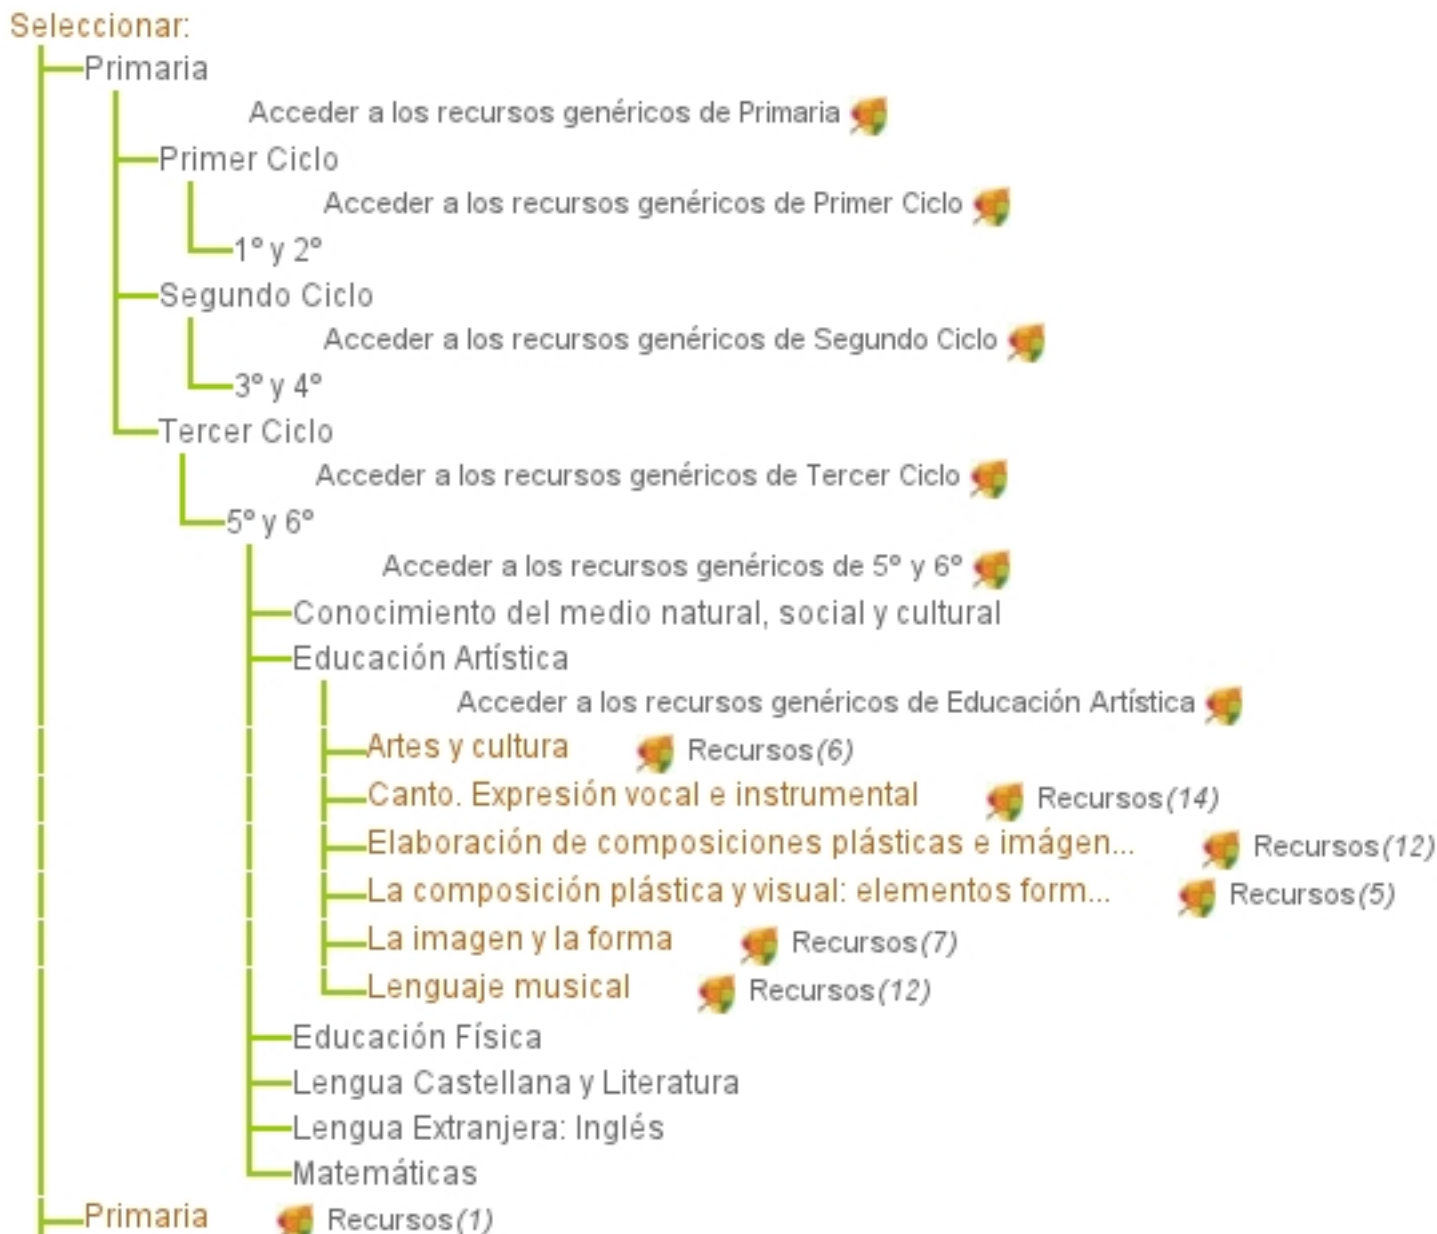 Seleccionar:
Primaria
Acceder a los recursos genéricos de Primaria
Primer Ciclo
Acceder a los recursos genéricos de Primer Ciclo
1º y 2º
Segundo Ciclo
Acceder a los recursos genéricos de Segundo Ciclo
3º y 4º
Tercer Ciclo
Acceder a los recursos genéricos de Tercer Ciclo
5º y 6º
Acceder a los recursos genéricos de 5º y 6º
Conocimiento del medio natural, social y cultural
Educación Artística
Acceder a los recursos genéricos de Educación Artística
Artes y cultura Recursos(6)
Canto. Expresión vocal e instrumental Recursos(14)
Elaboración de composiciones plásticas e imágen... Recursos(12)
La composición plástica y visual: elementos form... Recursos(5)
La imagen y la forma Recursos(7)
Lenguaje musical Recursos(12)
Educación Física
Lengua Castellana y Literatura
Lengua Extranjera: Inglés
Matemáticas
Primaria Recursos(1)